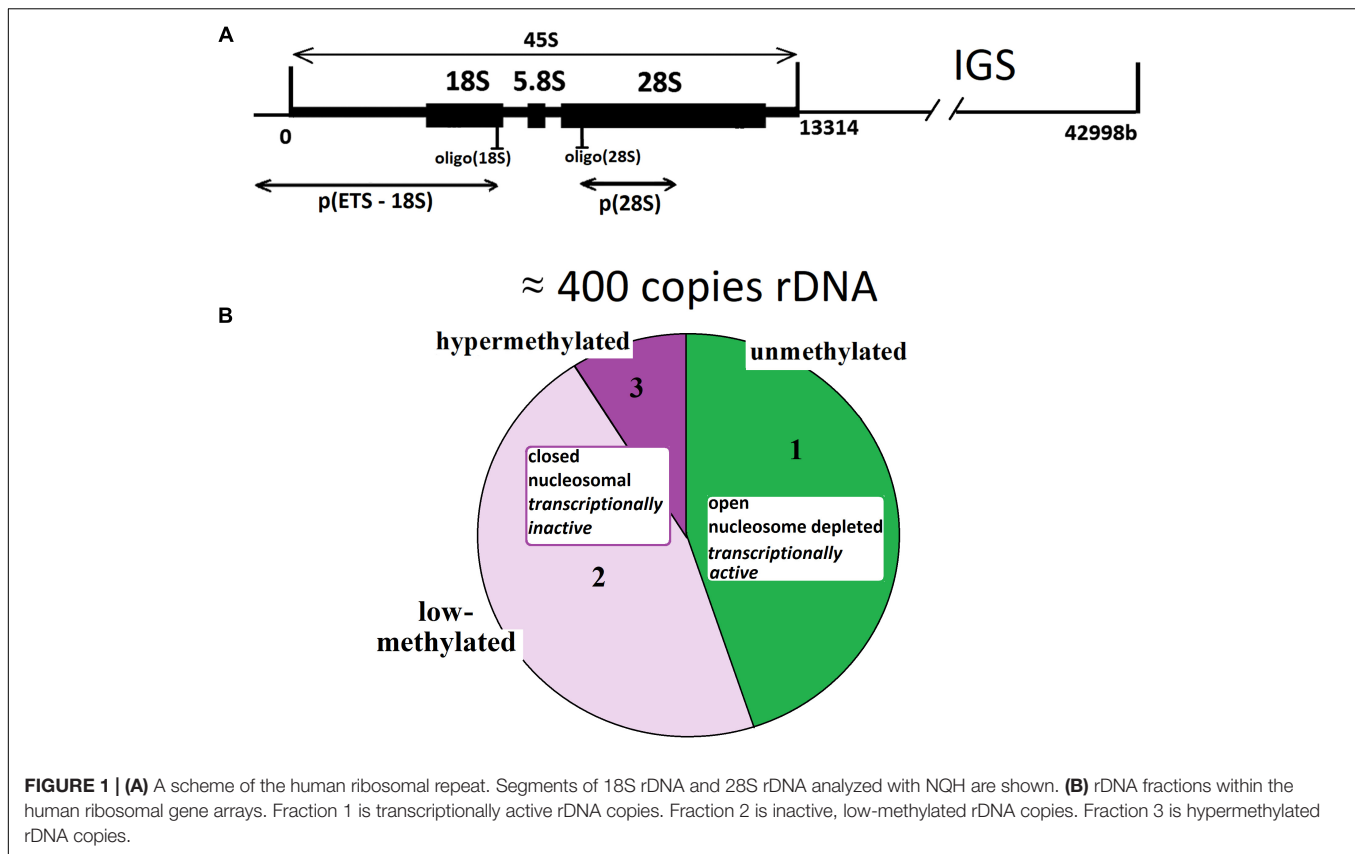 A
45S
IGS
18S 5.8S 28S
0
13314
42998b
oligo(18S)
oligo(28S)
p(ETS - 18S)
p(28S)
≈ 400 copies rDNA
B
hypermethylated
unmethylated
3
1
closed
nucleosomal
transcriptionally
inactive
open
nucleosome depleted
transcriptionally
active
2
low-
methylated
FIGURE 1 | (A) A scheme of the human ribosomal repeat. Segments of 18S rDNA and 28S rDNA analyzed with NQH are shown. (B) rDNA fractions within the
human ribosomal gene arrays. Fraction 1 is transcriptionally active rDNA copies. Fraction 2 is inactive, low-methylated rDNA copies. Fraction 3 is hypermethylated
rDNA copies.